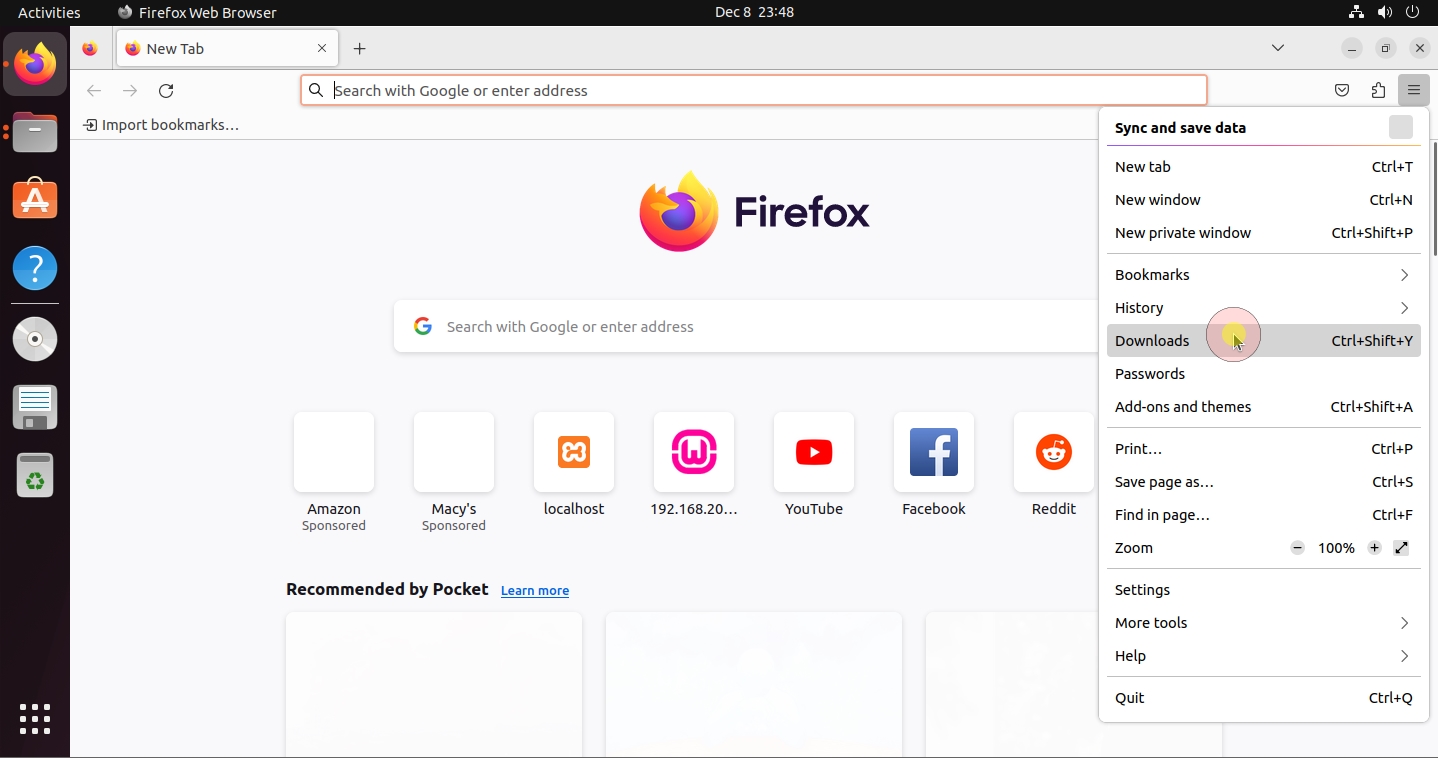 Activities
Firefox Web Browser
Dec 8 23:48
New Tab
Search with Google or enter address
Import bookmarks...
Firefox
Search with Google or enter address
Amazon
Sponsored
Macy's
Sponsored
localhost
192.168.20...
YouTube
Facebook
Reddit
Recommended by Pocket Learn more
Sync and save data
New tab Ctrl+T
New window Ctrl+N
New private window Ctrl+Shift+P
Bookmarks
History
Downloads Ctrl+Shift+Y
Passwords
Add-ons and themes Ctrl+Shift+A
Print... Ctrl+P
Save page as... Ctrl+S
Find in page... Ctrl+F
Zoom − 100% +
Settings
More tools
Help
Quit Ctrl+Q